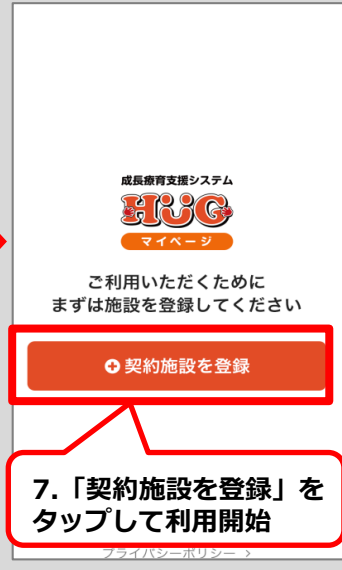 成長療育支援システム
HUG
マイページ
ご利用いただくために
まずは施設を登録してください
契約施設を登録
7.「契約施設を登録」を
タップして利用開始
プライバシーポリシー >